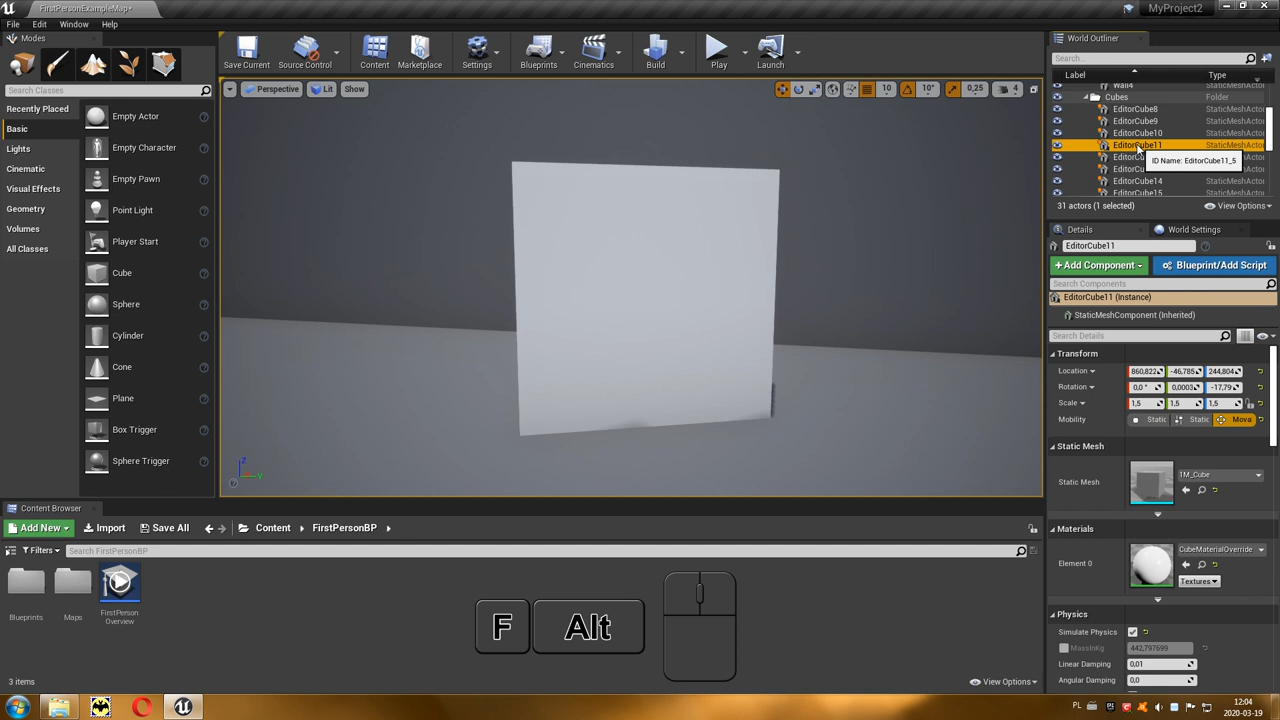 FirstPersonExampleMap*
MyProject2
File Edit Window Help
Modes
Search Classes
Recently Placed
Basic
Lights
Cinematic
Visual Effects
Geometry
Volumes
All Classes
Empty Actor
Empty Character
Empty Pawn
Point Light
Player Start
Cube
Sphere
Cylinder
Cone
Plane
Box Trigger
Sphere Trigger
Save Current
Source Control
Content
Marketplace
Settings
Blueprints
Cinematics
Build
Play
Launch
Perspective
Lit
Show
10
10°
0,25
4
Z
Y
World Outliner
Search...
Label Type
Wall4 StaticMeshActor
Cubes Folder
EditorCube8 StaticMeshActor
EditorCube9 StaticMeshActor
EditorCube10 StaticMeshActor
EditorCube11 StaticMeshActor
EditorCu
ID Name: EditorCube11_5
EditorCu
EditorCube14 StaticMeshActor
EditorCube15 StaticMeshActor
31 actors (1 selected) View Options
Details World Settings
EditorCube11
+Add Component Blueprint/Add Script
Search Components
EditorCube11 (Instance)
StaticMeshComponent (Inherited)
Search Details
Transform
Location 860,822 -46,785 244,804
Rotation 0,0 ° 0,0003 -17,79
Scale 1,5 1,5 1,5
Mobility Static Static Mova
Static Mesh
Static Mesh 1M_Cube
Materials
Element 0 CubeMaterialOverride
Textures
Physics
Simulate Physics
MassInKg 442,797699
Linear Damping 0,01
Angular Damping 0,0
Content Browser
Add New Import Save All Content FirstPersonBP
Filters Search FirstPersonBP
Blueprints
Maps
FirstPerson
Overview
F Alt
3 items
View Options
PL
12:04
2020-03-19